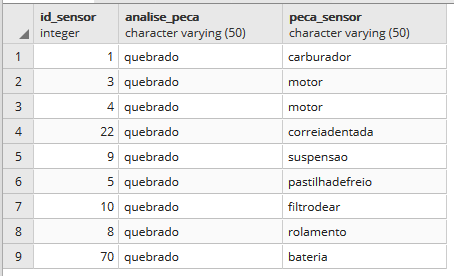 id_sensor analise_peca peca_sensor
integer character varying (50) character varying (50)
1 1 quebrado carburador
2 3 quebrado motor
3 4 quebrado motor
4 22 quebrado correiadentada
5 9 quebrado suspensao
6 5 quebrado pastilhadefreio
7 10 quebrado filtrodear
8 8 quebrado rolamento
9 70 quebrado bateria